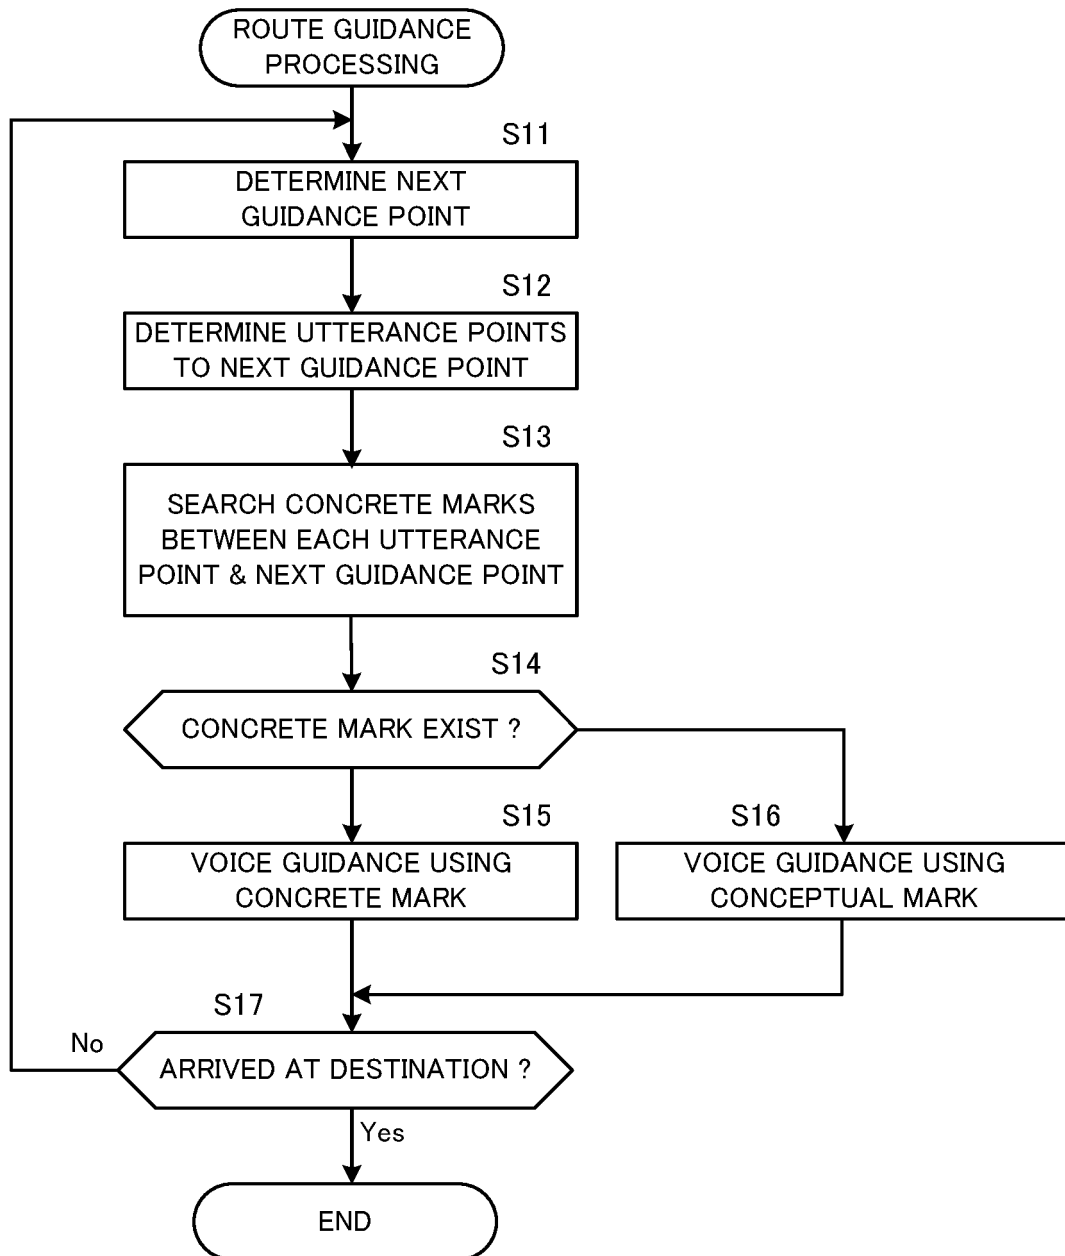 ROUTE GUIDANCE
PROCESSING
S11
DETERMINE NEXT
GUIDANCE POINT
S12
DETERMINE UTTERANCE POINTS
TO NEXT GUIDANCE POINT
S13
SEARCH CONCRETE MARKS
BETWEEN EACH UTTERANCE
POINT & NEXT GUIDANCE POINT
S14
CONCRETE MARK EXIST ?
S15
VOICE GUIDANCE USING
CONCRETE MARK
S16
VOICE GUIDANCE USING
CONCEPTUAL MARK
S17
ARRIVED AT DESTINATION ?
No
Yes
END